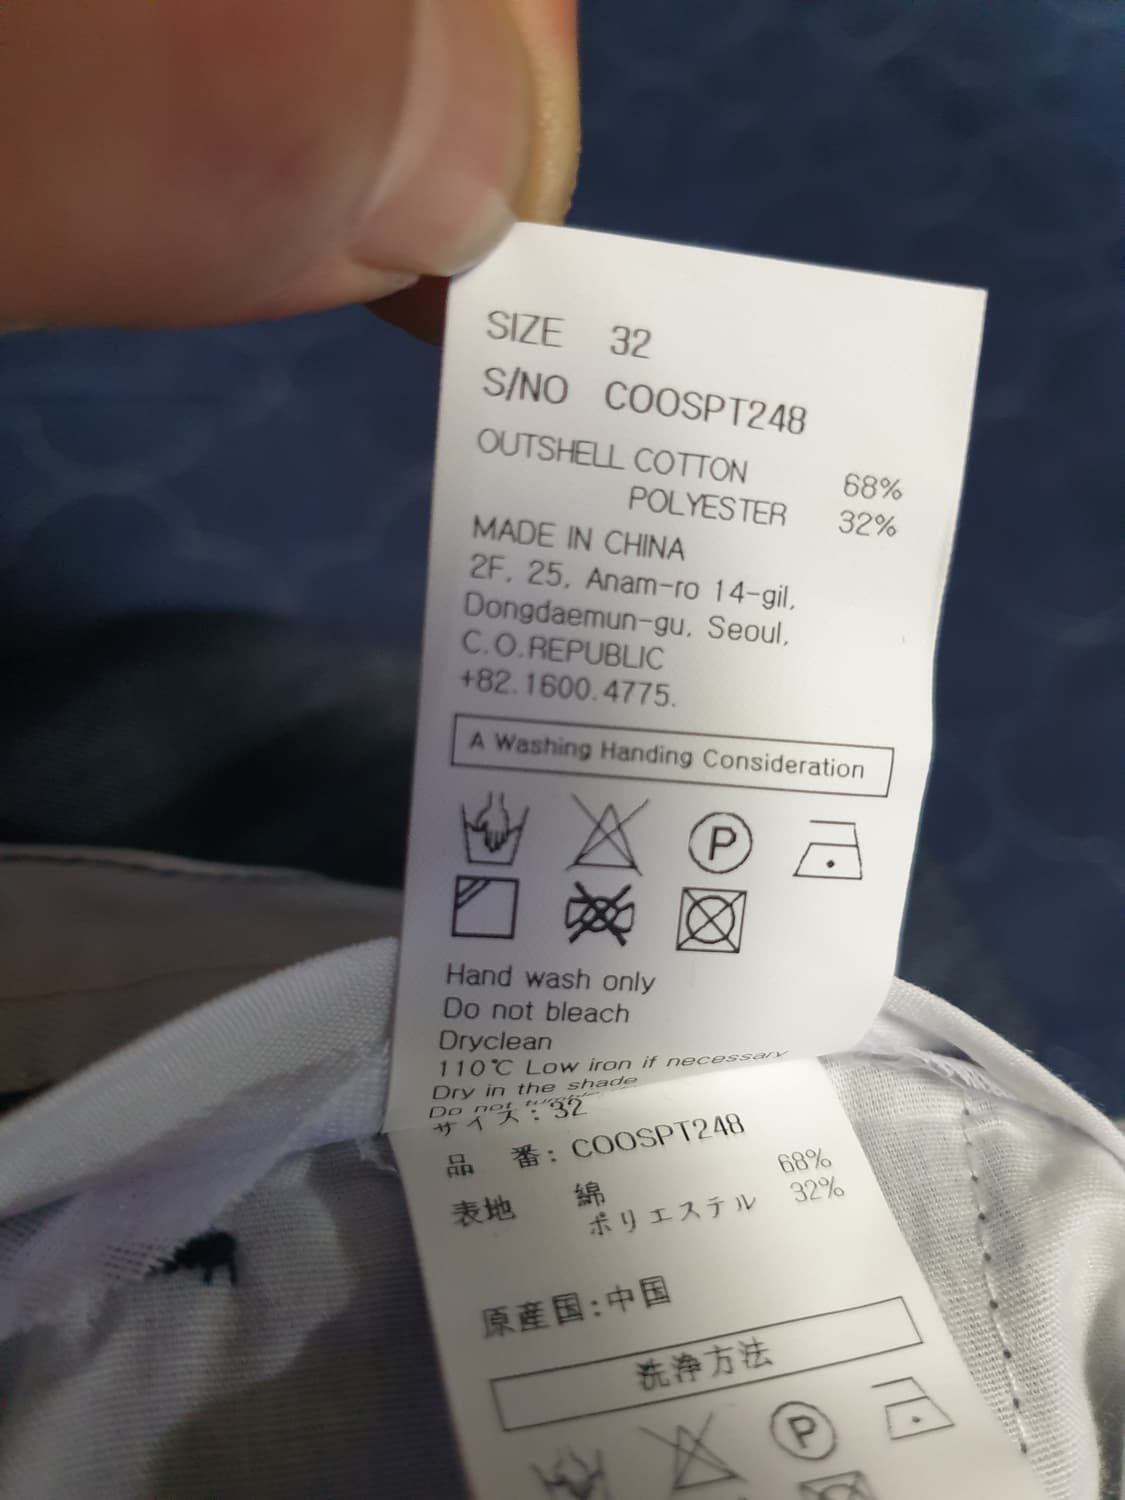 SIZE 32
S/NO COOSPT248
OUTSHELL COTTON 68%
POLYESTER 32%
MADE IN CHINA
2F, 25, Anam-ro 14-gil,
Dongdaemun-gu, Seoul,
C.O.REPUBLIC
+82.1600.4775.
A Washing Handing Consideration
P
Hand wash only
Do not bleach
Dryclean
110℃ Low iron if necessary
Dry in the shade
Do not
サイズ:32
品 番:COOSPT248
表地 綿 68%
ポリエステル 32%
原産国:中国
洗浄方法
P